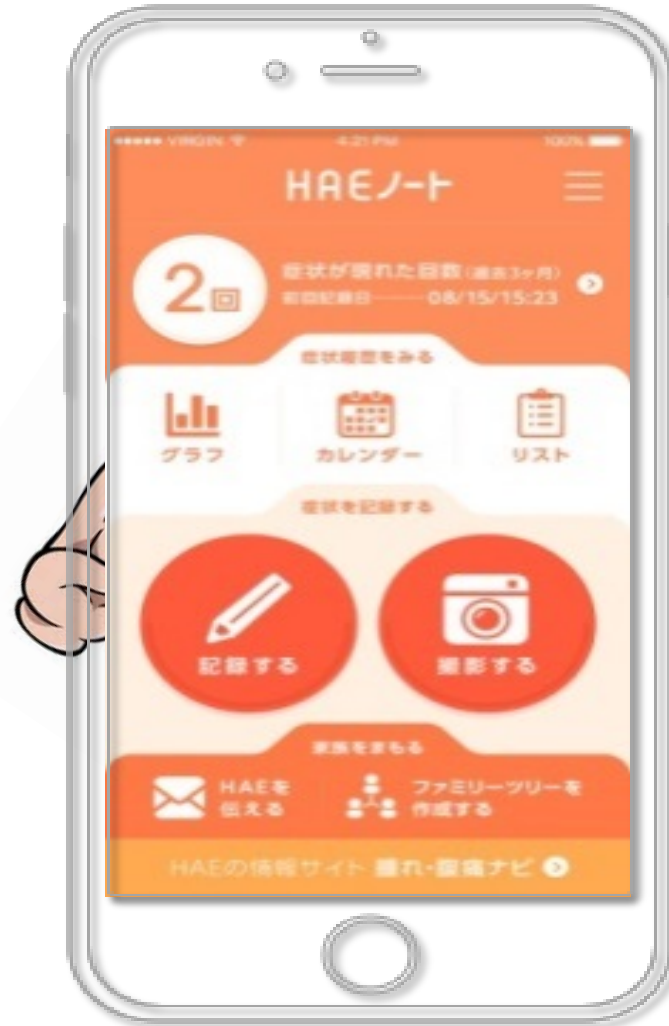 VIRGIN 4:21 PM 100%
HAEノート
2回
症状が現れた回数(過去3ヶ月)
前回記録日 08/15/15:23
症状履歴をみる
グラフ カレンダー リスト
症状を記録する
記録する 撮影する
家族をまもる
HAEを
伝える
ファミリーツリーを
作成する
HAEの情報サイト 腫れ・腹痛ナビ